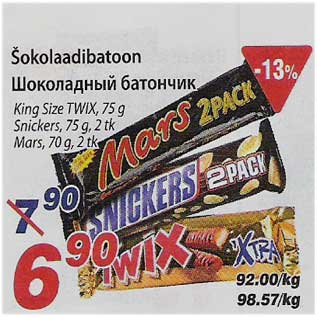 Šokolaadibatoon
Шоколадный батончик
King Size TWIX, 75 g
Snickers, 75 g, 2 tk
Mars, 70 g, 2 tk
-13%
Mars 2PACK
SNICKERS 2PACK
TWIX XTRA
7 90
6 90
92.00/kg
98.57/kg